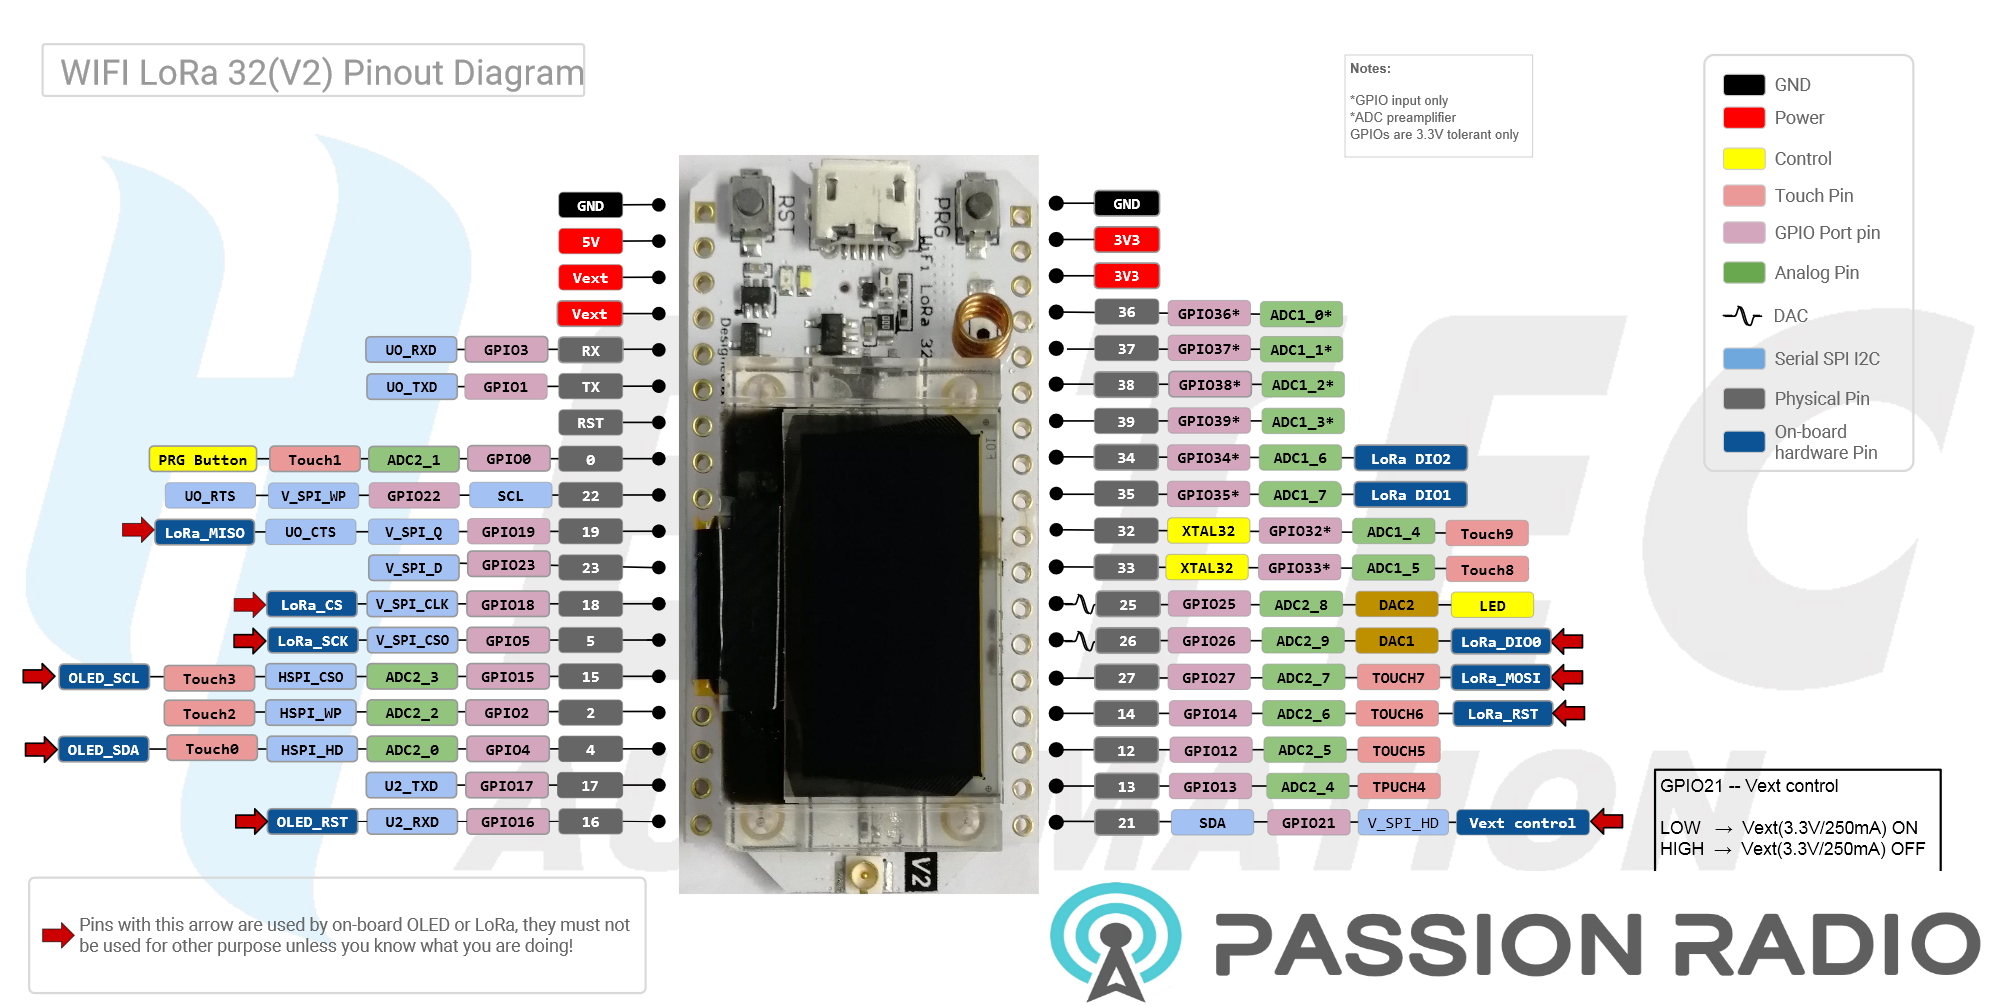 WIFI LoRa 32(V2) Pinout Diagram
Notes:
*GPIO input only
*ADC preamplifier
GPIOs are 3.3V tolerant only
GND
Power
Control
Touch Pin
GPIO Port pin
Analog Pin
DAC
Serial SPI I2C
Physical Pin
On-board
hardware Pin
GND
5V
Vext
Vext
UO_RXD GPIO3 RX
UO_TXD GPIO1 TX
RST
PRG Button Touch1 ADC2_1 GPIO0 0
UO_RTS V_SPI_WP GPIO22 SCL 22
LoRa_MISO UO_CTS V_SPI_Q GPIO19 19
V_SPI_D GPIO23 23
LoRa_CS V_SPI_CLK GPIO18 18
LoRa_SCK V_SPI_CSO GPIO5 5
OLED_SCL Touch3 HSPI_CSO ADC2_3 GPIO15 15
Touch2 HSPI_WP ADC2_2 GPIO2 2
OLED_SDA Touch0 HSPI_HD ADC2_0 GPIO4 4
U2_TXD GPIO17 17
OLED_RST U2_RXD GPIO16 16
RST
PRG
WiFi LoRa 32
V2
GND
3V3
3V3
36 GPIO36* ADC1_0*
37 GPIO37* ADC1_1*
38 GPIO38* ADC1_2*
39 GPIO39* ADC1_3*
34 GPIO34* ADC1_6 LoRa DIO2
35 GPIO35* ADC1_7 LoRa DIO1
32 XTAL32 GPIO32* ADC1_4 Touch9
33 XTAL32 GPIO33* ADC1_5 Touch8
25 GPIO25 ADC2_8 DAC2 LED
26 GPIO26 ADC2_9 DAC1 LoRa_DIO0
27 GPIO27 ADC2_7 TOUCH7 LoRa_MOSI
14 GPIO14 ADC2_6 TOUCH6 LoRa_RST
12 GPIO12 ADC2_5 TOUCH5
13 GPIO13 ADC2_4 TPUCH4
21 SDA GPIO21 V_SPI_HD Vext control
GPIO21 -- Vext control
LOW → Vext(3.3V/250mA) ON
HIGH → Vext(3.3V/250mA) OFF
Pins with this arrow are used by on-board OLED or LoRa, they must not
be used for other purpose unless you know what you are doing!
PASSION RADIO